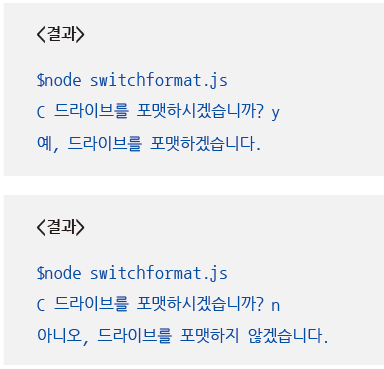 <결과>
$node switchformat.js
C 드라이브를 포맷하시겠습니까? y
예, 드라이브를 포맷하겠습니다.
<결과>
$node switchformat.js
C 드라이브를 포맷하시겠습니까? n
아니오, 드라이브를 포맷하지 않겠습니다.